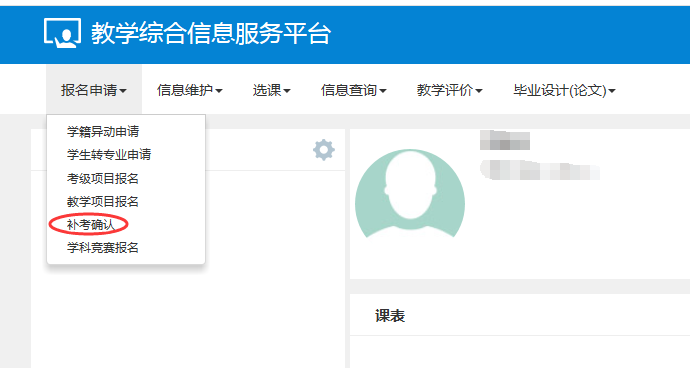 教学综合信息服务平台
报名申请 信息维护 选课 信息查询 教学评价 毕业设计(论文)
学籍异动申请
学生转专业申请
考级项目报名
教学项目报名
补考确认
学科竞赛报名
课表